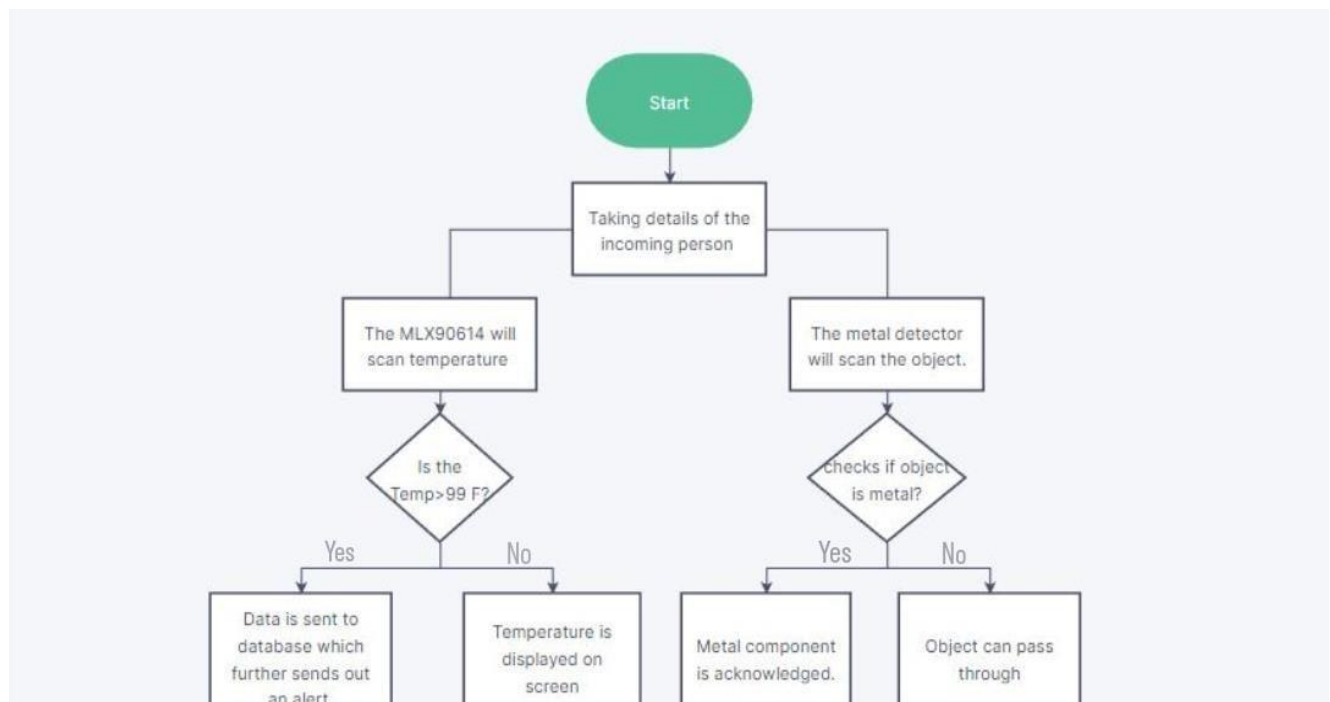 Start
Taking details of the
incoming person
The MLX90614 will
scan temperature
The metal detector
will scan the object.
Is the
Temp>99 F?
checks if object
is metal?
Yes
No
Yes
No
Data is sent to
database which
further sends out
an alert
Temperature is
displayed on
screen
Metal component
is acknowledged.
Object can pass
through